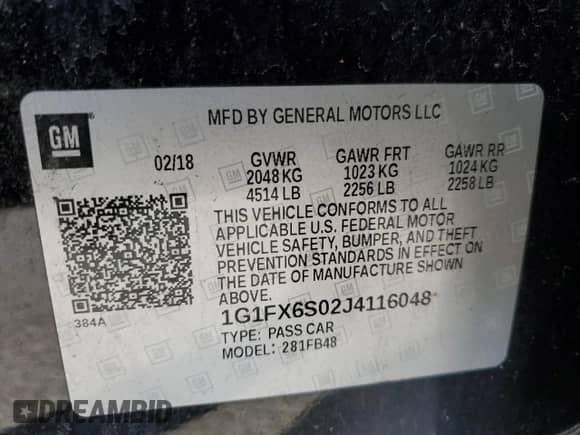 GM
MFD BY GENERAL MOTORS LLC
02/18
GVWR
2048 KG
4514 LB
GAWR FRT
1023 KG
2256 LB
GAWR RR
1024 KG
2258 LB
THIS VEHICLE CONFORMS TO ALL
APPLICABLE U.S. FEDERAL MOTOR
VEHICLE SAFETY, BUMPER, AND THEFT
PREVENTION STANDARDS IN EFFECT ON
THE DATE OF MANUFACTURE SHOWN
ABOVE.
384A
1G1FX6S02J4116048
TYPE: PASS CAR
MODEL: 281FB48
DREAMBID